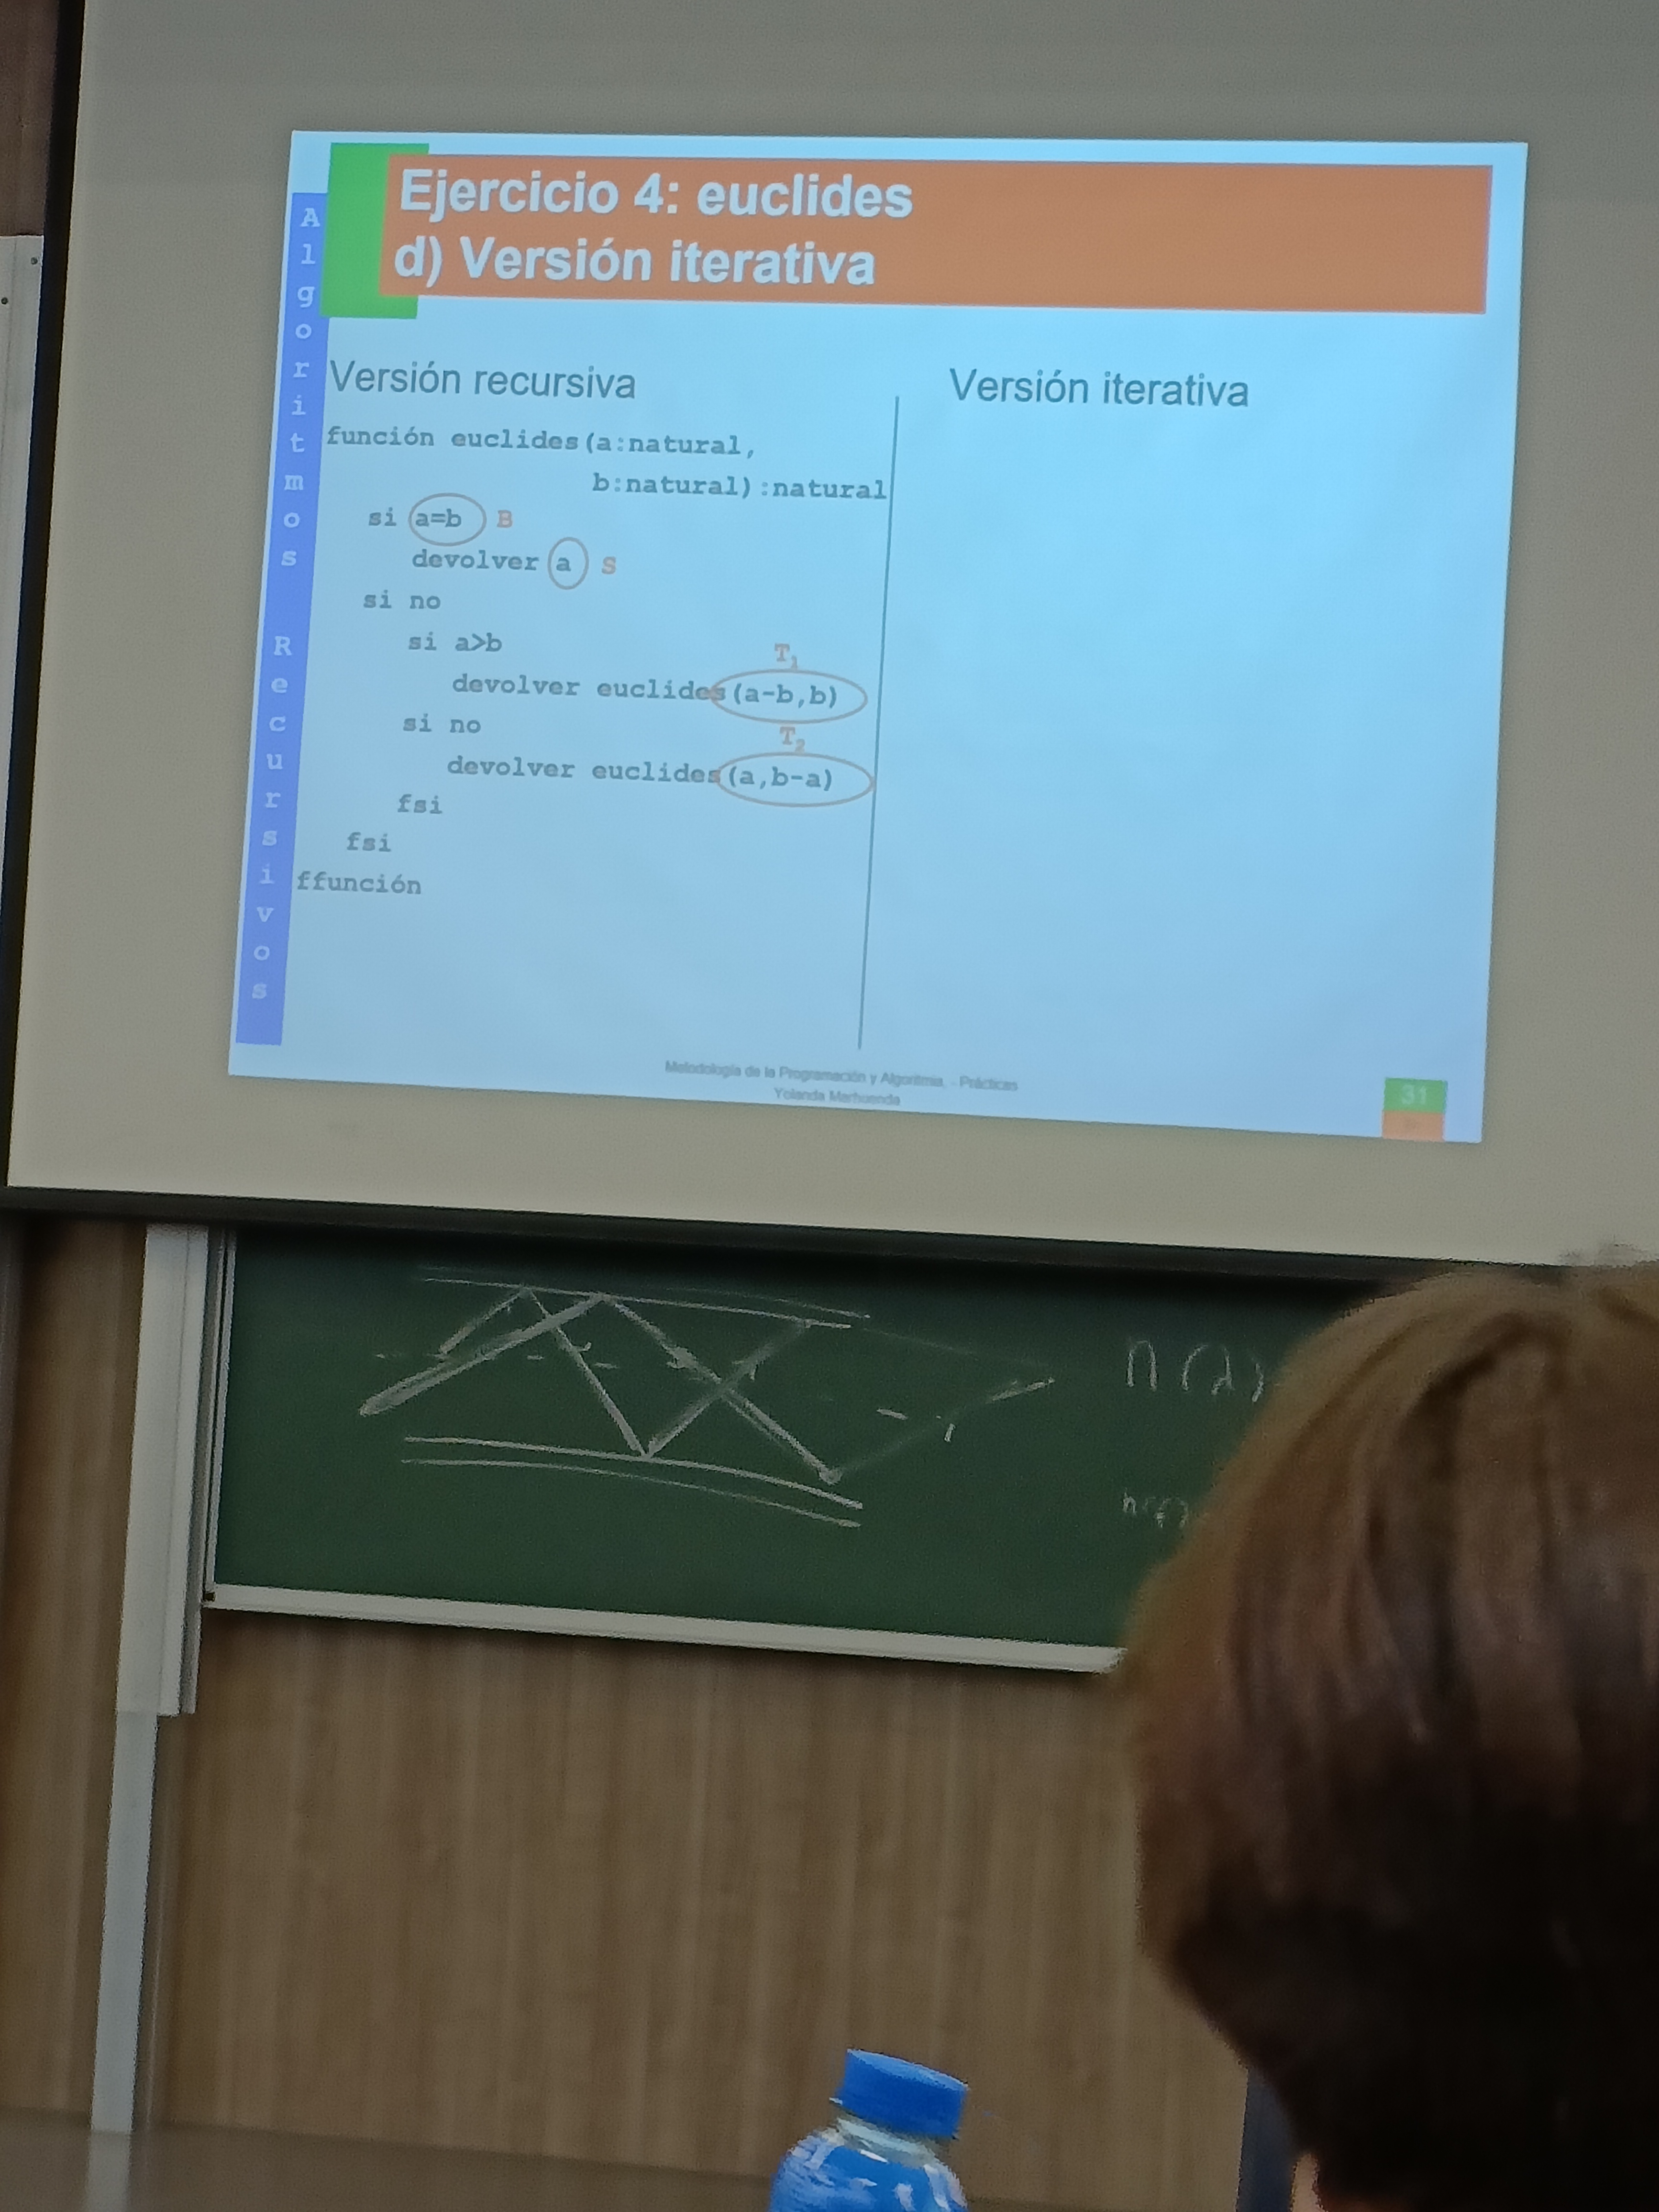 Ejercicio 4: euclides
d) Versión iterativa
Algoritmos Recursivos
Versión recursiva
función euclides(a:natural,
b:natural):natural
si a=b B
devolver a S
si no
si a>b
T1
devolver euclides(a-b,b)
si no
T2
devolver euclides(a,b-a)
fsi
fsi
ffunción
Versión iterativa
Metodología de la Programación y Algoritmia. - Prácticas
Yolanda Marhuenda
31